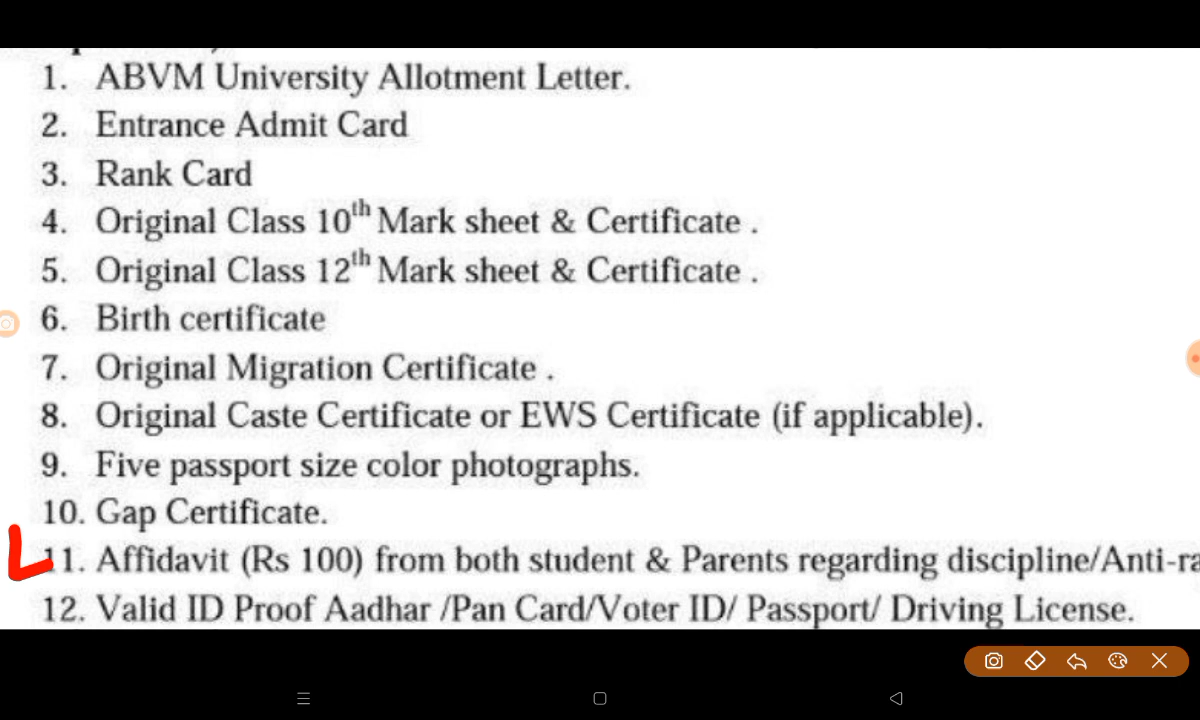 1. ABVM University Allotment Letter.
2. Entrance Admit Card
3. Rank Card
4. Original Class 10th Mark sheet & Certificate .
5. Original Class 12th Mark sheet & Certificate .
6. Birth certificate
7. Original Migration Certificate .
8. Original Caste Certificate or EWS Certificate (if applicable).
9. Five passport size color photographs.
10. Gap Certificate.
11. Affidavit (Rs 100) from both student & Parents regarding discipline/Anti-ra
12. Valid ID Proof Aadhar /Pan Card/Voter ID/ Passport/ Driving License.